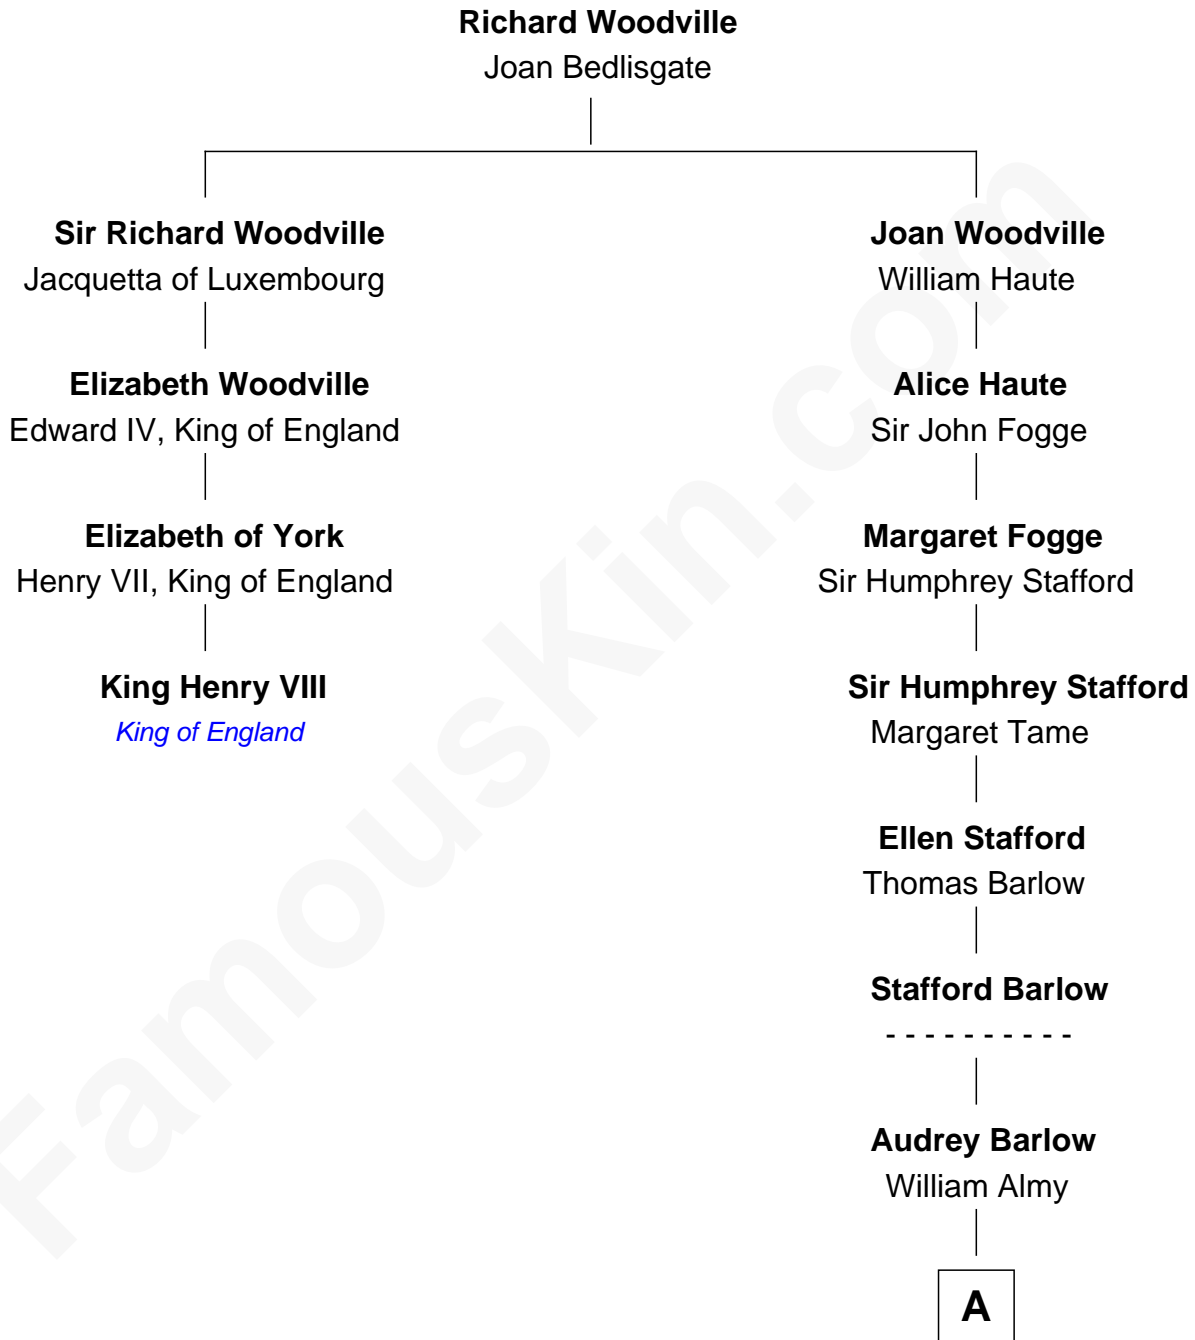 Richard Woodville
Joan Bedlisgate
Sir Richard Woodville
Jacquetta of Luxembourg
Elizabeth Woodville
Edward IV, King of England
Elizabeth of York
Henry VII, King of England
King Henry VIII
King of England
Joan Woodville
William Haute
Alice Haute
Sir John Fogge
Margaret Fogge
Sir Humphrey Stafford
Sir Humphrey Stafford
Margaret Tame
Ellen Stafford
Thomas Barlow
Stafford Barlow
- - - - - - - - - -
Audrey Barlow
William Almy
A
FamousKin.com